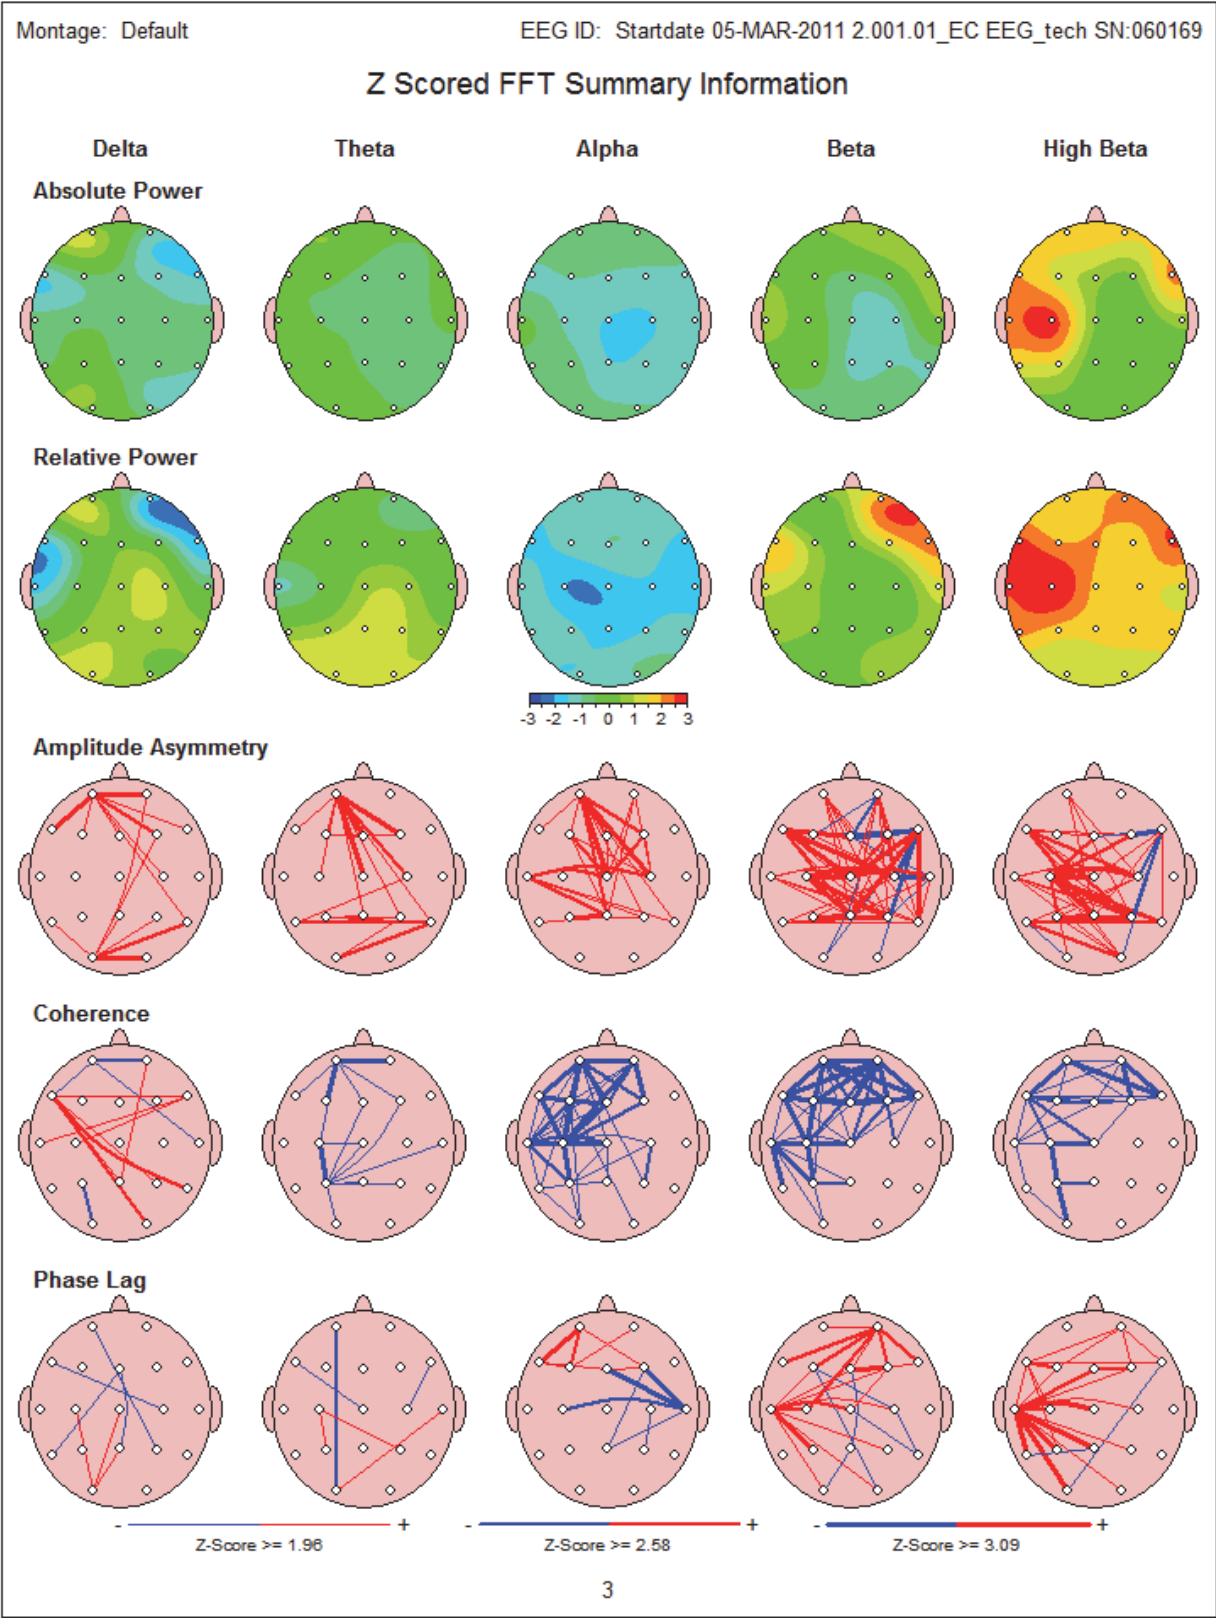 Montage: Default EEG ID: Startdate 05-MAR-2011 2.001.01_EC EEG_tech SN:060169
Z Scored FFT Summary Information
Delta Theta Alpha Beta High Beta
Absolute Power
Relative Power
-3 -2 -1 0 1 2 3
Amplitude Asymmetry
Coherence
Phase Lag
- + - + - +
Z-Score >= 1.96 Z-Score >= 2.58 Z-Score >= 3.09
3